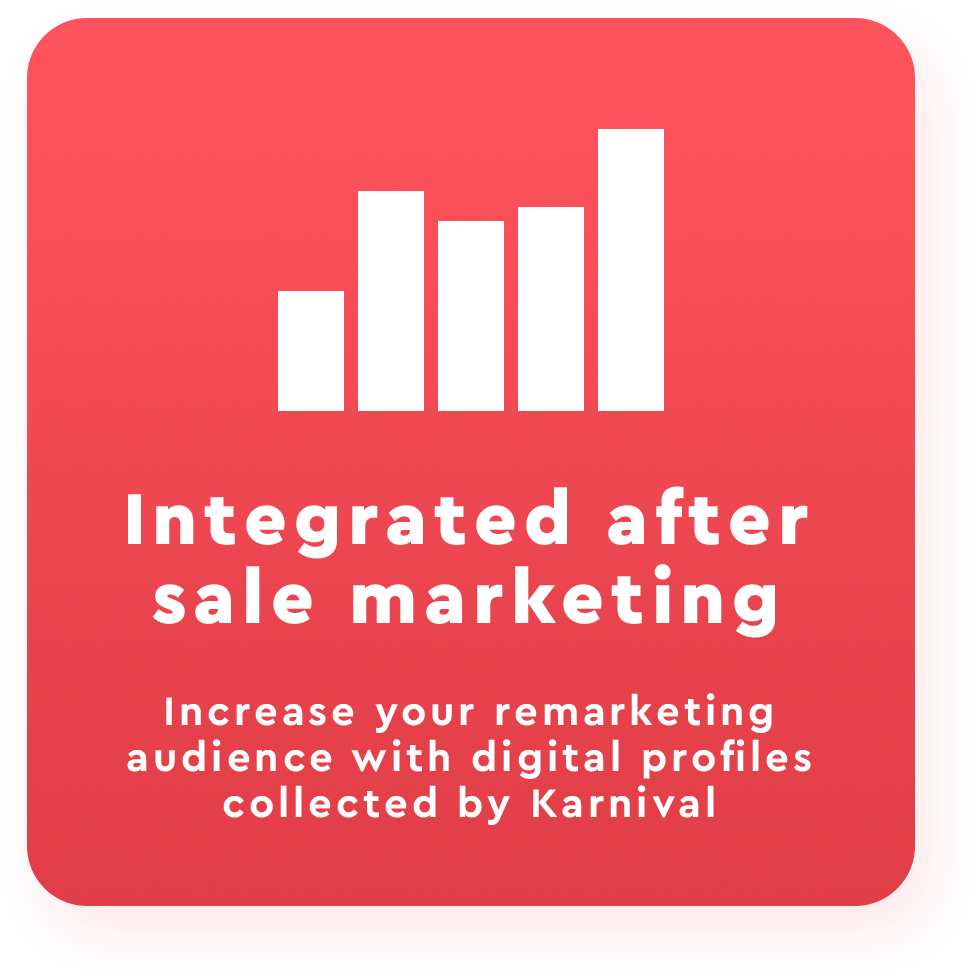 Integrated after
sale marketing
Increase your remarketing
audience with digital profiles
collected by Karnival